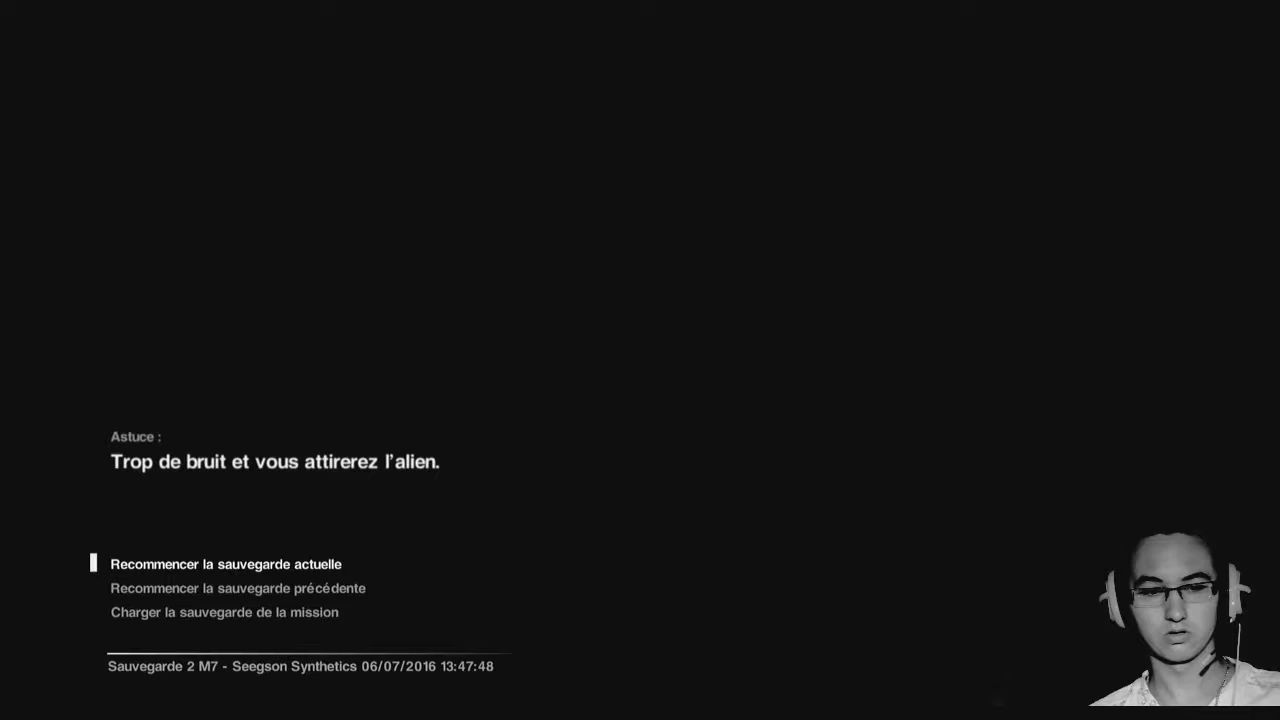 Astuce :
Trop de bruit et vous attirerez l'alien.
Recommencer la sauvegarde actuelle
Recommencer la sauvegarde précédente
Charger la sauvegarde de la mission
Sauvegarde 2 M7 - Seegson Synthetics 06/07/2016 13:47:48